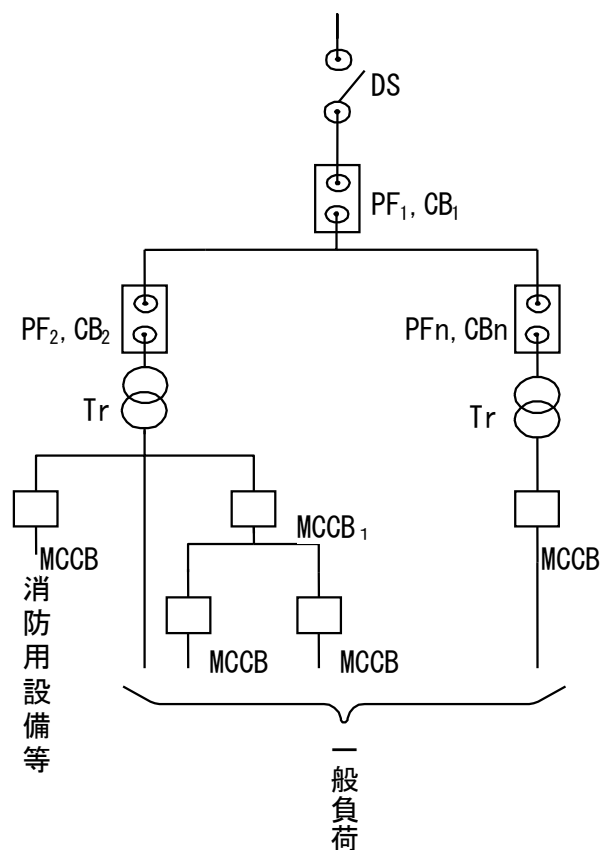 DS
PF₁, CB₁
PF₂, CB₂
PFn, CBn
Tr
Tr
MCCB
MCCB₁
MCCB
MCCB
MCCB
消防用設備等
一般負荷